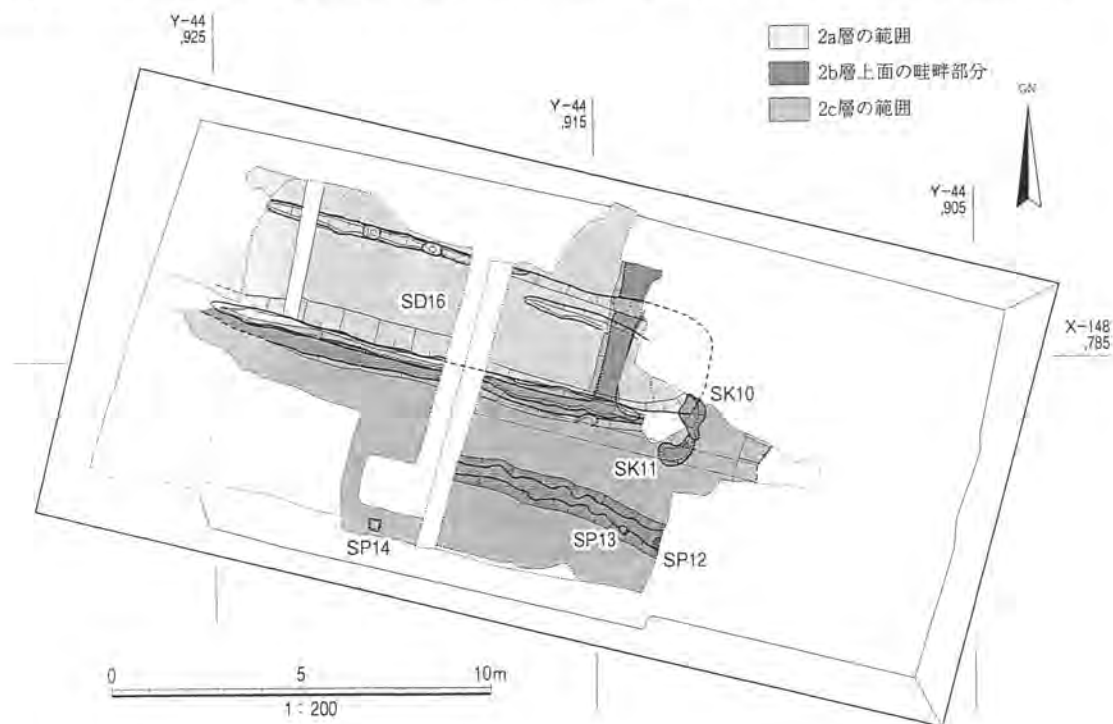 Y-44
,925
2a層の範囲
2b層上面の畦畔部分
2c層の範囲
GN
Y-44
,915
Y-44
,905
X-148
,785
SD16
SK10
SK11
SP14
SP13
SP12
0 5 10m
1:200